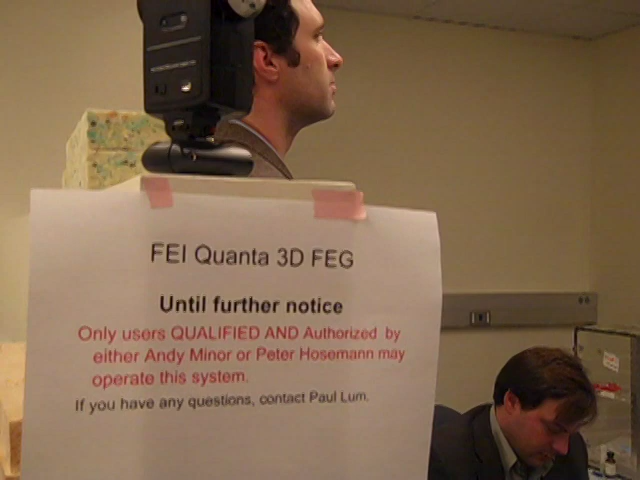 FEI Quanta 3D FEG
Until further notice
Only users QUALIFIED AND Authorized by
either Andy Minor or Peter Hosemann may
operate this system.
If you have any questions, contact Paul Lum.